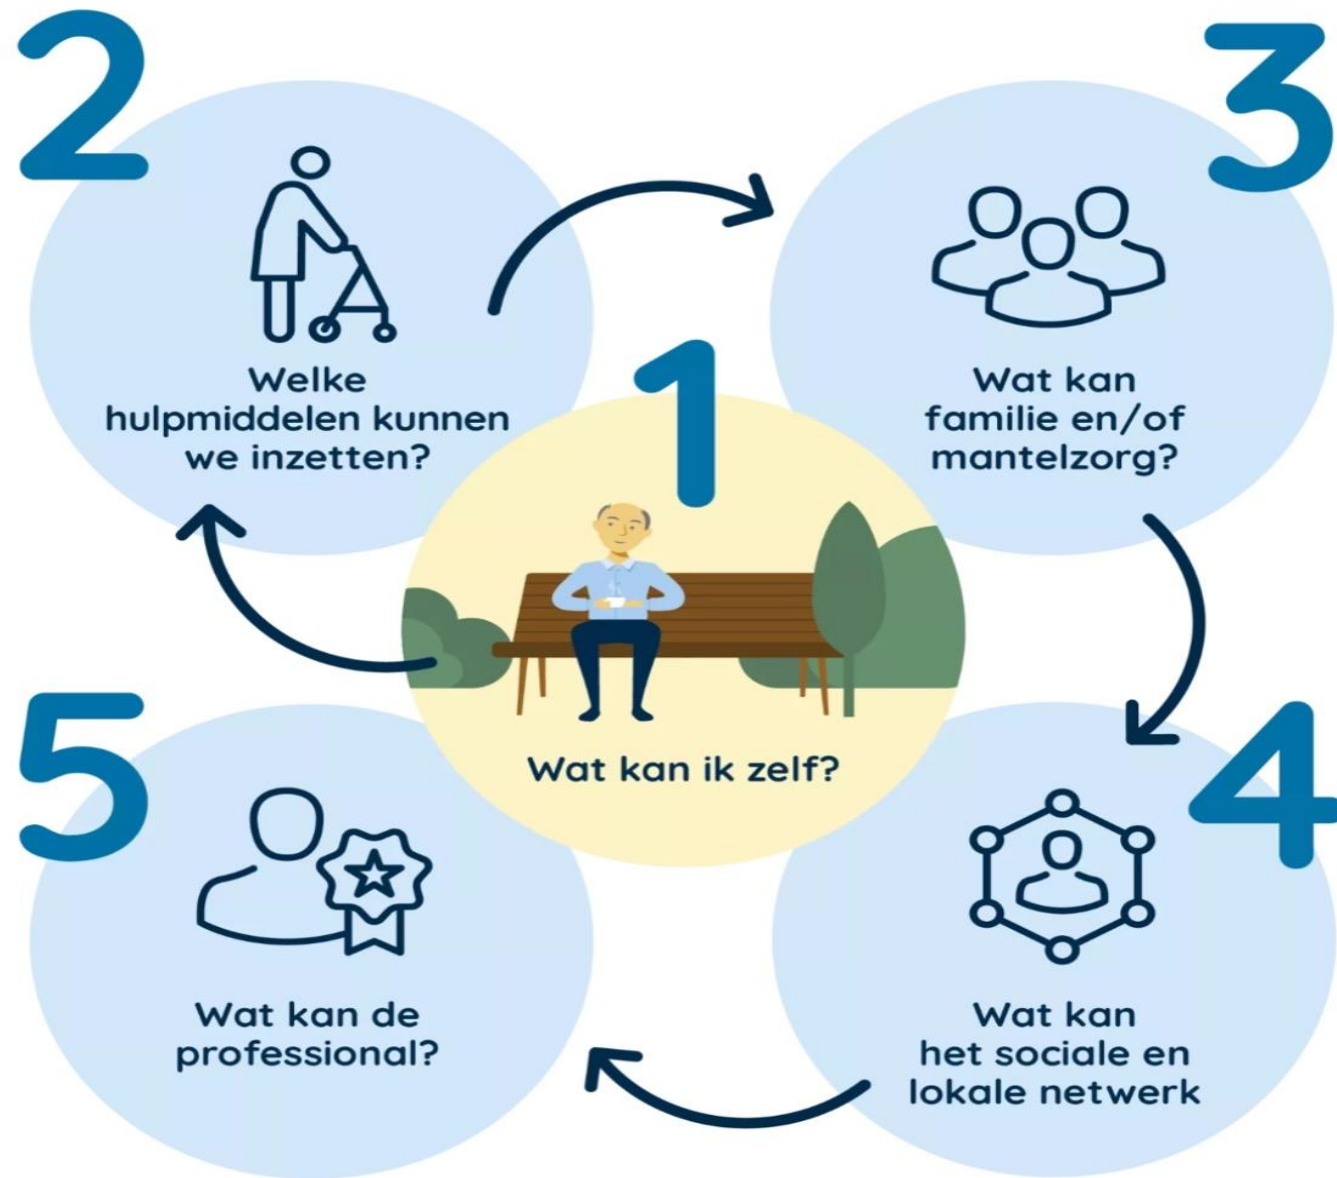 1
Wat kan ik zelf?
2
Welke
hulpmiddelen kunnen
we inzetten?
3
Wat kan
familie en/of
mantelzorg?
4
Wat kan
het sociale en
lokale netwerk
5
Wat kan de
professional?